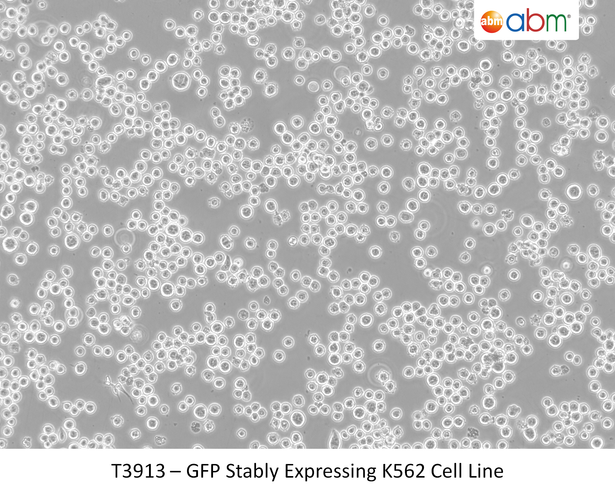 abm abm®
T3913 – GFP Stably Expressing K562 Cell Line